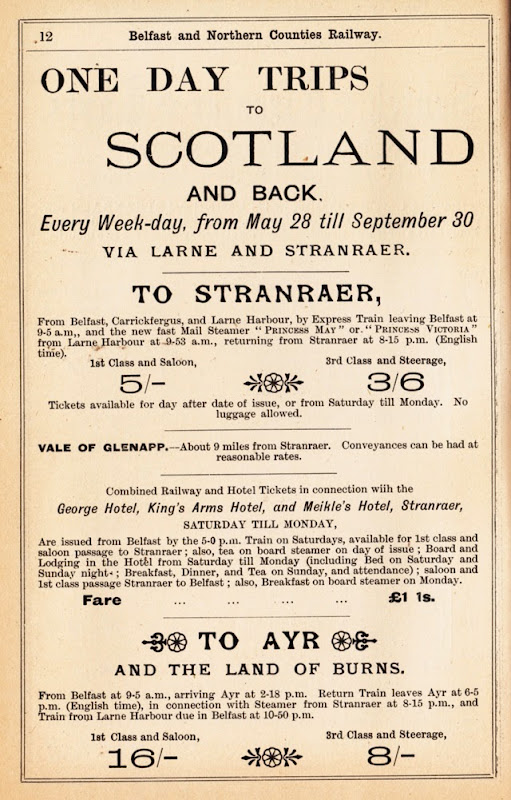 12 Belfast and Northern Counties Railway.
ONE DAY TRIPS
TO
SCOTLAND
AND BACK.
Every Week-day, from May 28 till September 30
VIA LARNE AND STRANRAER.
TO STRANRAER,
From Belfast, Carrickfergus, and Larne Harbour, by Express Train leaving Belfast at
9-5 a.m,, and the new fast Mail Steamer "PRINCESS MAY" or "PRINCESS VICTORIA"
from Larne Harbour at 9-53 am., returning from Stranraer at 8-15 p.m. (English
time).
1st Class and Saloon, 3rd Class and Steerage,
5/- 3/6
Tickets available for day after date of issue, or from Saturday till Monday. No
luggage allowed.
VALE OF GLENAPP.—About 9 miles from Stranraer. Conveyances can be had at
reasonable rates.
Combined Railway and Hotel Tickets in connection with the
George Hotel, King's Arms Hotel, and Meikle's Hotel, Stranraer,
SATURDAY TILL MONDAY,
Are issued from Belfast by the 5-0 p.m. Train on Saturdays, available for 1st class and
saloon passage to Stranraer; also, tea on board steamer on day of issue; Board and
Lodging in the Hotel from Saturday till Monday (including Bed on Saturday and
Sunday night·; Breakfast, Dinner, and Tea on Sunday, and attendance); saloon and
1st class passage Stranraer to Belfast; also, Breakfast on board steamer on Monday.
Fare ... ... ... ... £1 1s.
TO AYR
AND THE LAND OF BURNS.
From Belfast at 9-5 a.m., arriving Ayr at 2-18 p.m. Return Train leaves Ayr at 6-5
p.m. (English time), in connection with Steamer from Stranraer at 8-15 p.m., and
Train from Larne Harbour due in Belfast at 10-50 p.m.
1st Class and Saloon, 3rd Class and Steerage,
16/- 8/-